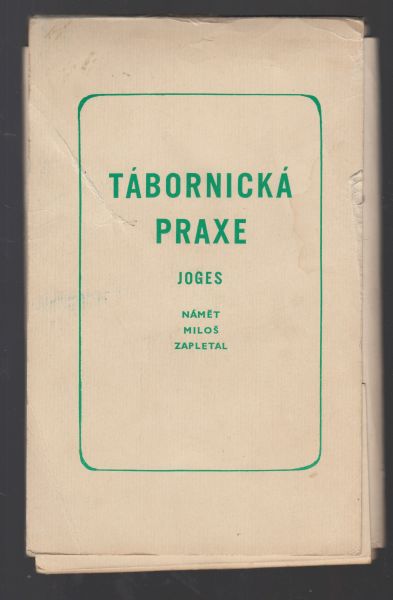 TÁBORNICKÁ
PRAXE
JOGES
NÁMĚT
MILOŠ
ZAPLETAL